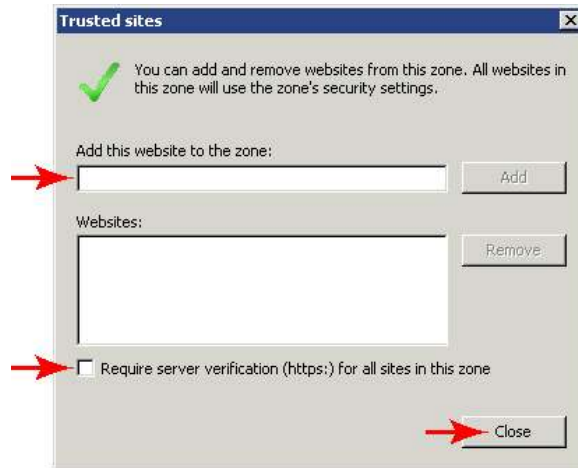 Trusted sites
You can add and remove websites from this zone. All websites in
this zone will use the zone's security settings.
Add this website to the zone:
Add
Websites:
Remove
Require server verification (https:) for all sites in this zone
Close